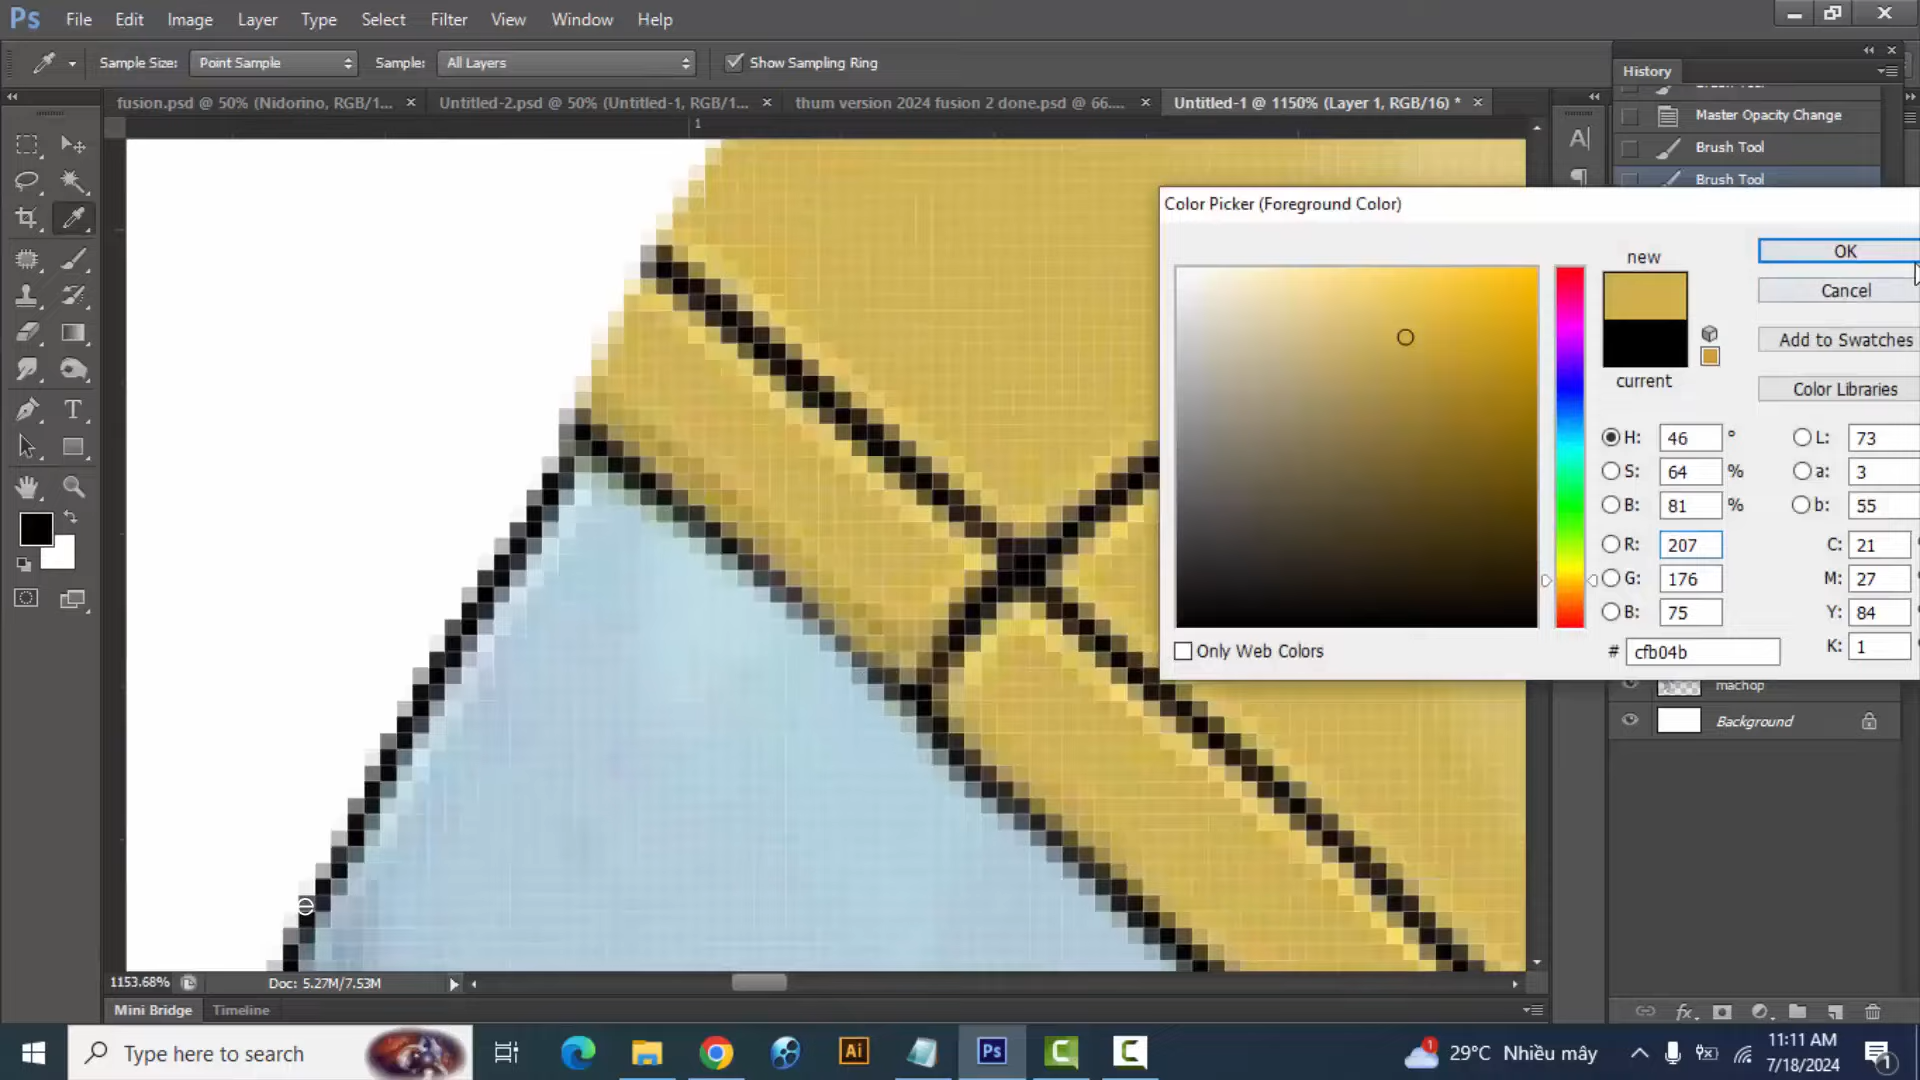 Ps File Edit Image Layer Type Select Filter View Window Help
Sample Size: Point Sample Sample: All Layers Show Sampling Ring
History
fusion.psd @ 50% (Nidorino, RGB/1... × Untitled-2.psd @ 50% (Untitled-1, RGB/1... × thum version 2024 fusion 2 done.psd @ 66.... × Untitled-1 @ 1150% (Layer 1, RGB/16) * ×
1
Master Opacity Change
Brush Tool
Brush Tool
Color Picker (Foreground Color)
new
OK
Cancel
Add to Swatches
current
Color Libraries
H: 46 ° L: 73
S: 64 % a: 3
B: 81 % b: 55
R: 207 C: 21
G: 176 M: 27
B: 75 Y: 84
Only Web Colors # cfb04b K: 1
machop
Background
1153.68% Doc: 5.27M/7.53M
Mini Bridge Timeline
Type here to search
Ai Ps
1 29°C Nhiều mây
11:11 AM
7/18/2024
1